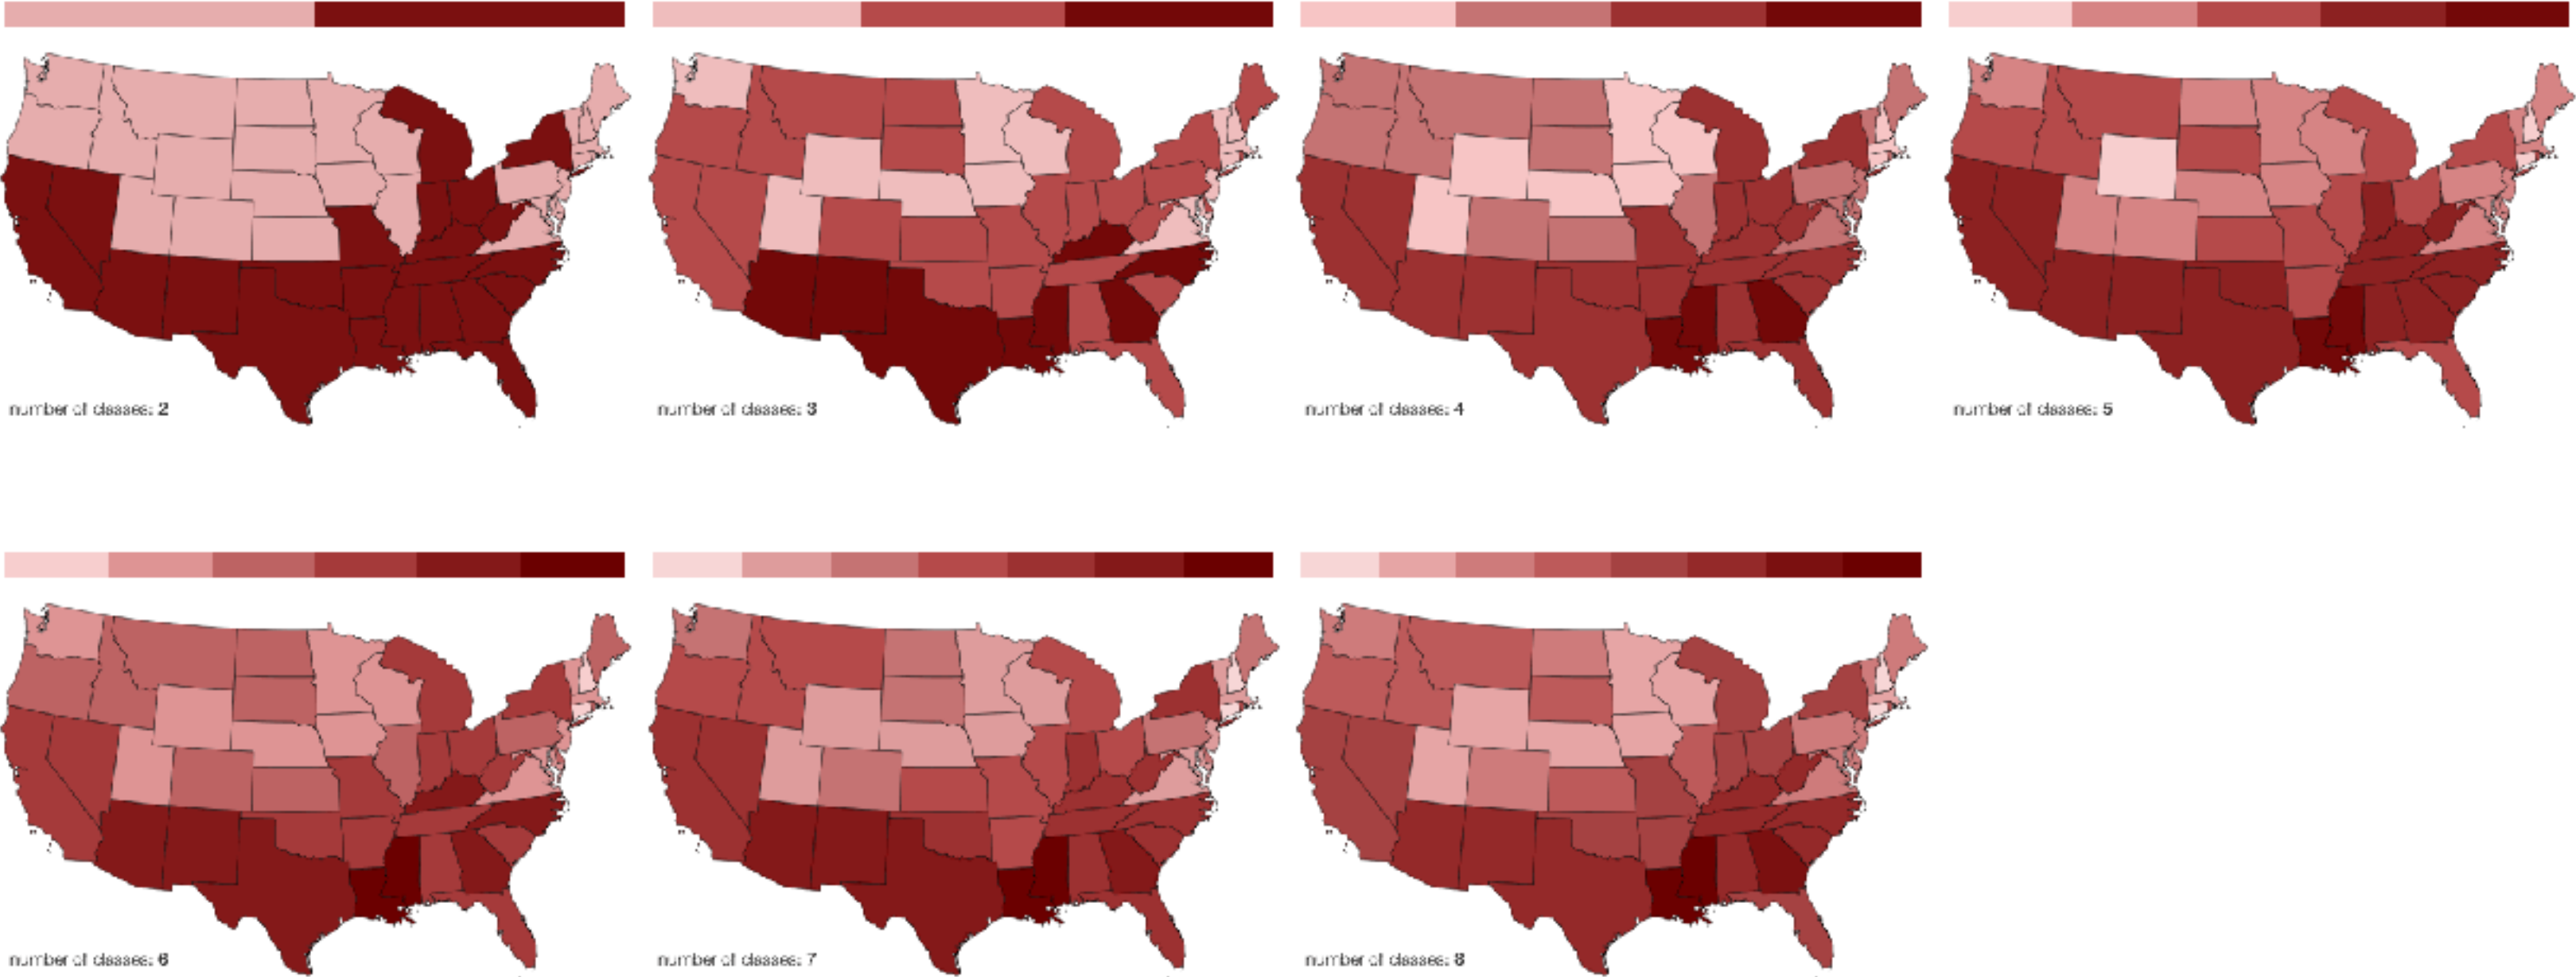 number of classes: 2
number of classes: 3
number of classes: 4
number of classes: 5
number of classes: 6
number of classes: 7
number of classes: 8